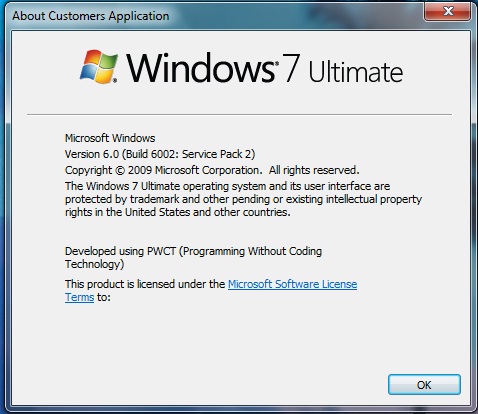 About Customers Application
Windows® 7 Ultimate
Microsoft Windows
Version 6.0 (Build 6002: Service Pack 2)
Copyright © 2009 Microsoft Corporation. All rights reserved.
The Windows 7 Ultimate operating system and its user interface are
protected by trademark and other pending or existing intellectual property
rights in the United States and other countries.
Developed using PWCT (Programming Without Coding
Technology)
This product is licensed under the Microsoft Software License
Terms to:
OK